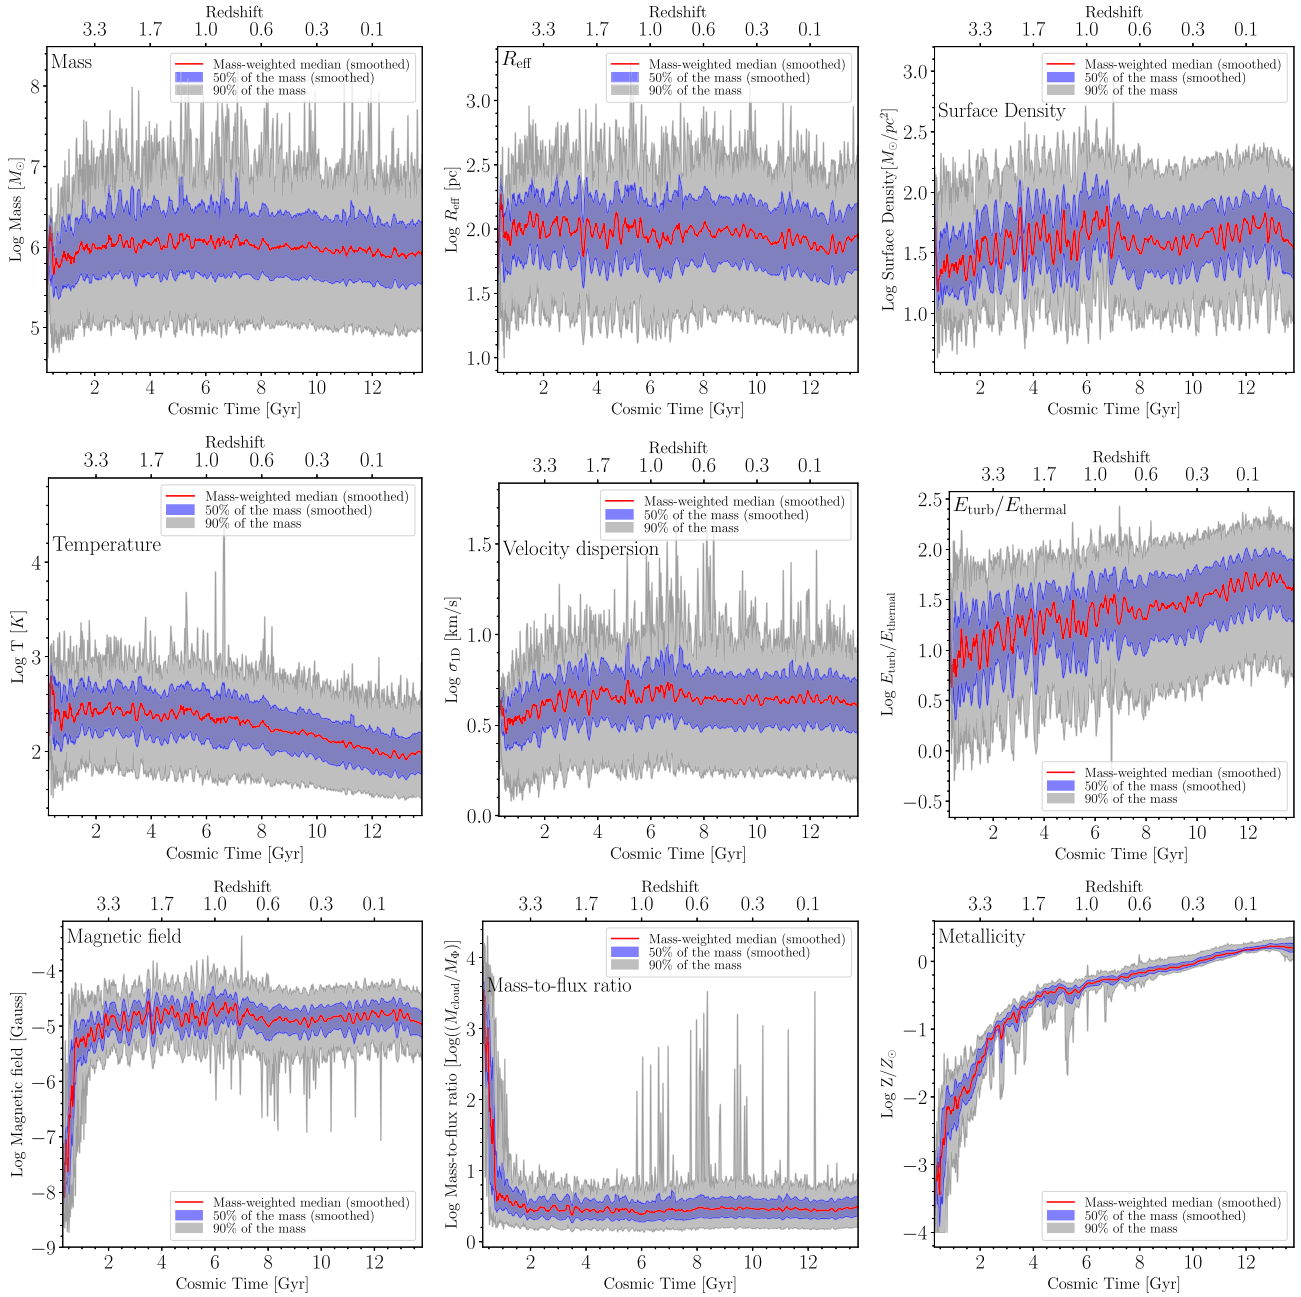 Redshift
3.3 1.7 1.0 0.6 0.3 0.1
Mass
Mass-weighted median (smoothed)
50% of the mass (smoothed)
90% of the mass
Log Mass [M⊙]
8
7
6
5
2 4 6 8 10 12
Cosmic Time [Gyr]
Redshift
3.3 1.7 1.0 0.6 0.3 0.1
R_eff
Mass-weighted median (smoothed)
50% of the mass (smoothed)
90% of the mass
Log R_eff [pc]
3.0
2.5
2.0
1.5
1.0
2 4 6 8 10 12
Cosmic Time [Gyr]
Redshift
3.3 1.7 1.0 0.6 0.3 0.1
Mass-weighted median (smoothed)
50% of the mass (smoothed)
90% of the mass
Surface Density
Log Surface Density[M⊙/pc²]
3.0
2.5
2.0
1.5
1.0
2 4 6 8 10 12
Cosmic Time [Gyr]
Redshift
3.3 1.7 1.0 0.6 0.3 0.1
Mass-weighted median (smoothed)
50% of the mass (smoothed)
90% of the mass
Temperature
Log T [K]
4
3
2
2 4 6 8 10 12
Cosmic Time [Gyr]
Redshift
3.3 1.7 1.0 0.6 0.3 0.1
Mass-weighted median (smoothed)
50% of the mass (smoothed)
90% of the mass
Velocity dispersion
Log σ_1D [km/s]
1.5
1.0
0.5
0.0
2 4 6 8 10 12
Cosmic Time [Gyr]
Redshift
3.3 1.7 1.0 0.6 0.3 0.1
E_turb/E_thermal
Log E_turb/E_thermal
2.5
2.0
1.5
1.0
0.5
0.0
−0.5
Mass-weighted median (smoothed)
50% of the mass (smoothed)
90% of the mass
2 4 6 8 10 12
Cosmic Time [Gyr]
Redshift
3.3 1.7 1.0 0.6 0.3 0.1
Magnetic field
Log Magnetic field [Gauss]
−4
−5
−6
−7
−8
−9
Mass-weighted median (smoothed)
50% of the mass (smoothed)
90% of the mass
2 4 6 8 10 12
Cosmic Time [Gyr]
Redshift
3.3 1.7 1.0 0.6 0.3 0.1
Mass-weighted median (smoothed)
50% of the mass (smoothed)
90% of the mass
Mass-to-flux ratio
Log Mass-to-flux ratio [Log((M_cloud/M_Φ)]
4
3
2
1
0
2 4 6 8 10 12
Cosmic Time [Gyr]
Redshift
3.3 1.7 1.0 0.6 0.3 0.1
Metallicity
Log Z/Z⊙
0
−1
−2
−3
−4
Mass-weighted median (smoothed)
50% of the mass (smoothed)
90% of the mass
2 4 6 8 10 12
Cosmic Time [Gyr]